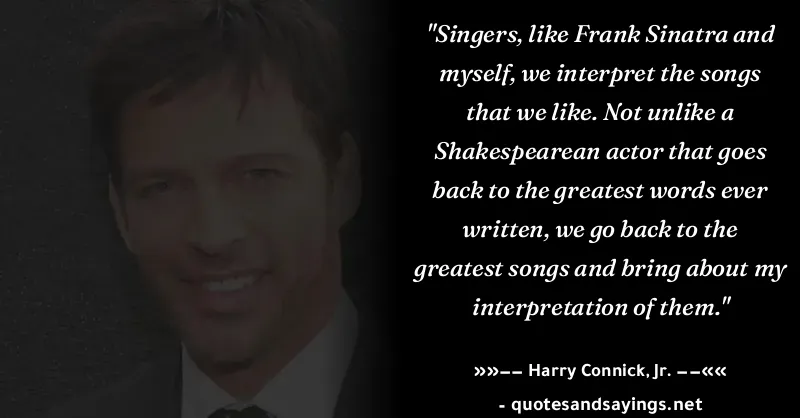 "Singers, like Frank Sinatra and
myself, we interpret the songs
that we like. Not unlike a
Shakespearean actor that goes
back to the greatest words ever
written, we go back to the
greatest songs and bring about my
interpretation of them."
»»–– Harry Connick, Jr. ––««
- quotesandsayings.net